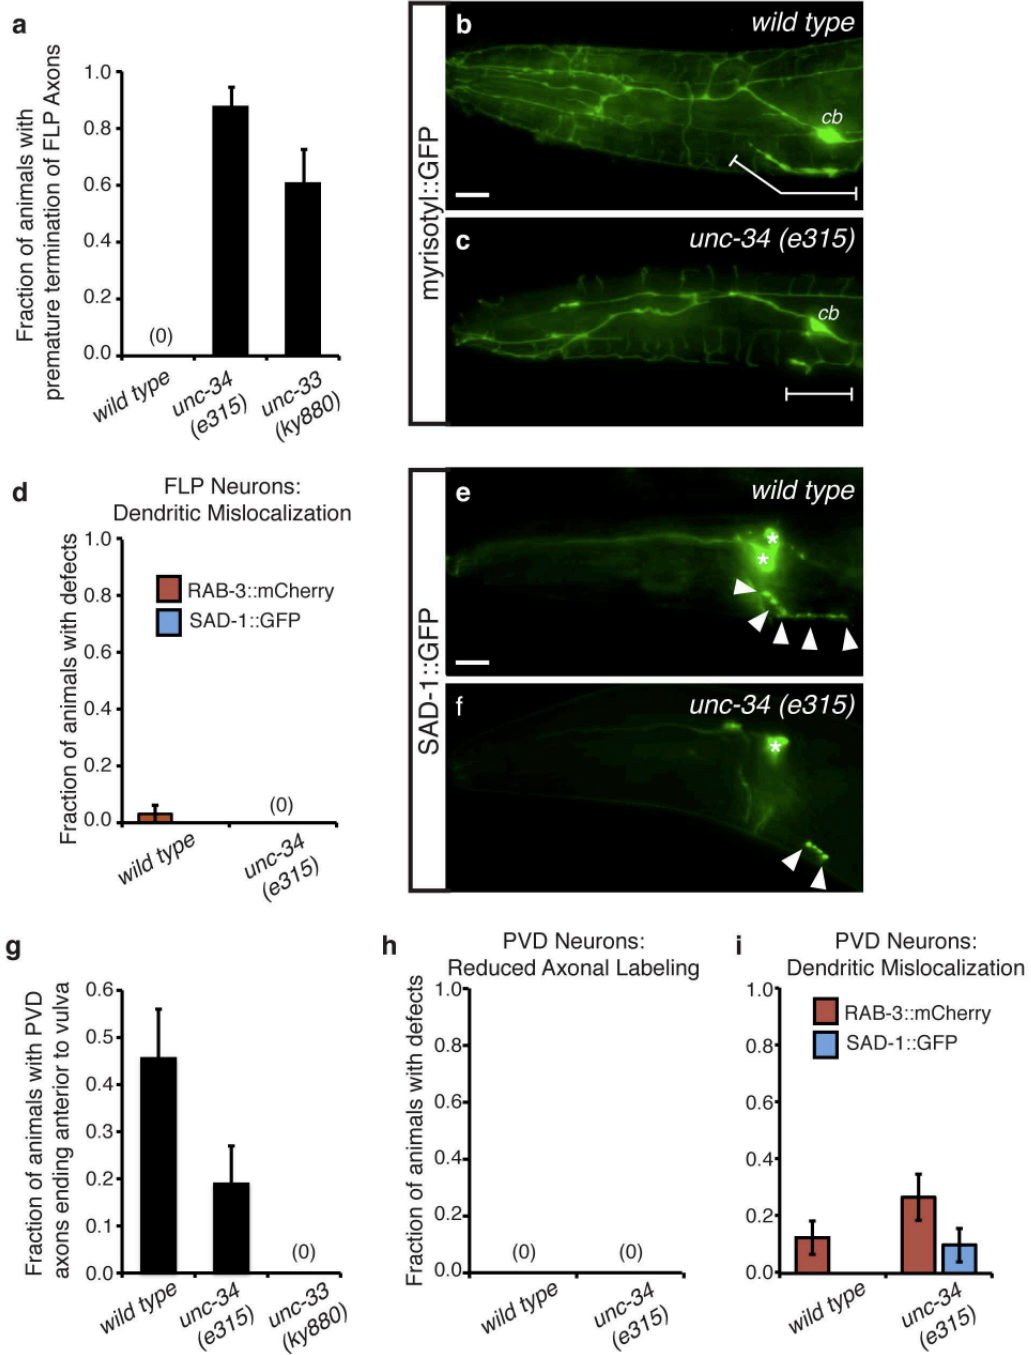 a
Fraction of animals with
premature termination of FLP Axons
1.0
0.8
0.6
0.4
0.2
0.0
(0)
wild type
unc-34
(e315)
unc-33
(ky880)
myrisotyl::GFP
b
wild type
cb
c
unc-34 (e315)
cb
d
FLP Neurons:
Dendritic Mislocalization
Fraction of animals with defects
1.0
0.8
0.6
0.4
0.2
0.0
RAB-3::mCherry
SAD-1::GFP
(0)
wild type
unc-34
(e315)
SAD-1::GFP
e
wild type
*
*
f
unc-34 (e315)
*
g
Fraction of animals with PVD
axons ending anterior to vulva
0.6
0.5
0.4
0.3
0.2
0.1
0.0
(0)
wild type
unc-34
(e315)
unc-33
(ky880)
h
PVD Neurons:
Reduced Axonal Labeling
Fraction of animals with defects
1.0
0.8
0.6
0.4
0.2
0.0
(0)
(0)
wild type
unc-34
(e315)
i
PVD Neurons:
Dendritic Mislocalization
1.0
0.8
0.6
0.4
0.2
0.0
RAB-3::mCherry
SAD-1::GFP
wild type
unc-34
(e315)